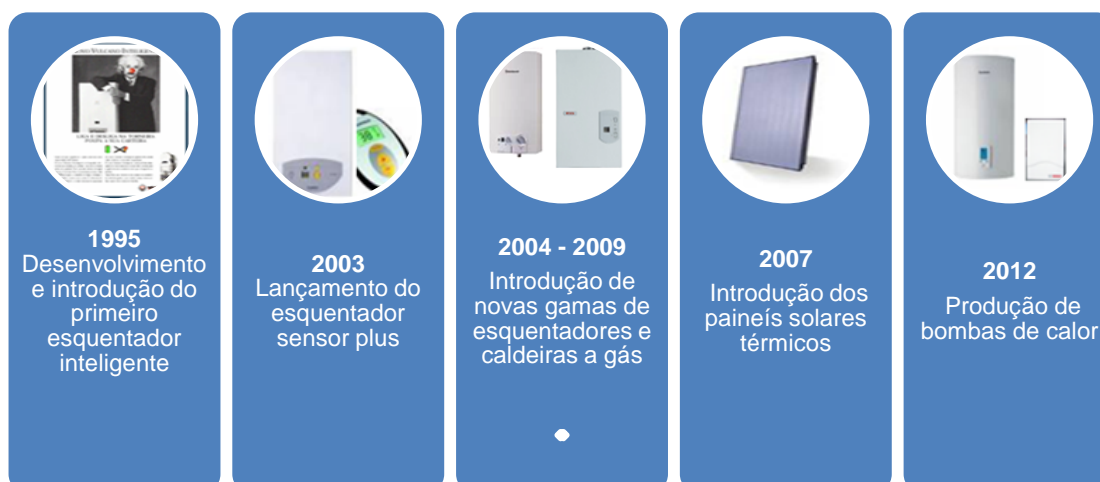 1995
Desenvolvimento
e introdução do
primeiro
esquentador
inteligente
2003
Lançamento do
esquentador
sensor plus
2004 - 2009
Introdução de
novas gamas de
esquentadores e
caldeiras a gás
2007
Introdução dos
paineís solares
térmicos
2012
Produção de
bombas de calor